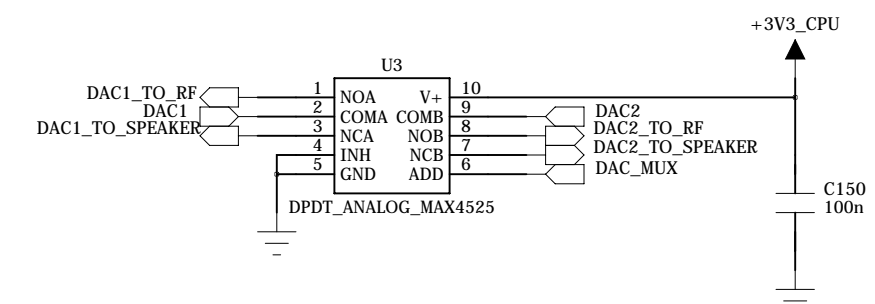 +3V3_CPU
U3
DAC1_TO_RF 1 NOA V+ 10
DAC1 2 COMA COMB 9 DAC2
DAC1_TO_SPEAKER 3 NCA NOB 8 DAC2_TO_RF
4 INH NCB 7 DAC2_TO_SPEAKER
5 GND ADD 6 DAC_MUX
DPDT_ANALOG_MAX4525
C150
100n